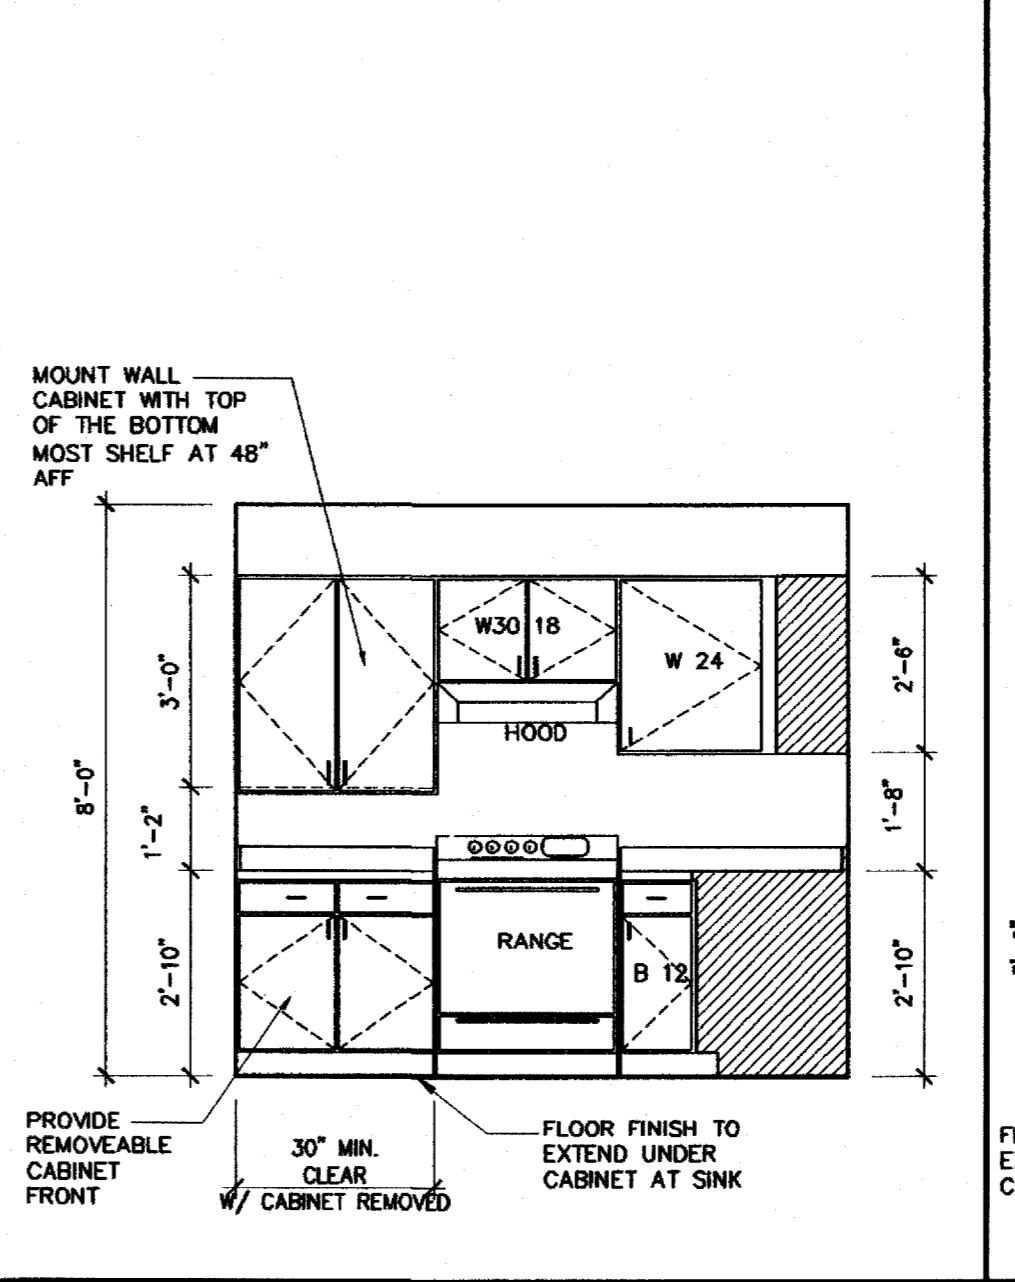 MOUNT WALL
CABINET WITH TOP
OF THE BOTTOM
MOST SHELF AT 48"
AFF
W30 18
W 24
HOOD
3'-0"
2'-6"
8'-0"
1'-2"
1'-8"
RANGE
B 12
2'-10"
2'-10"
PROVIDE
REMOVEABLE
CABINET
FRONT
30" MIN.
CLEAR
W/ CABINET REMOVED
FLOOR FINISH TO
EXTEND UNDER
CABINET AT SINK